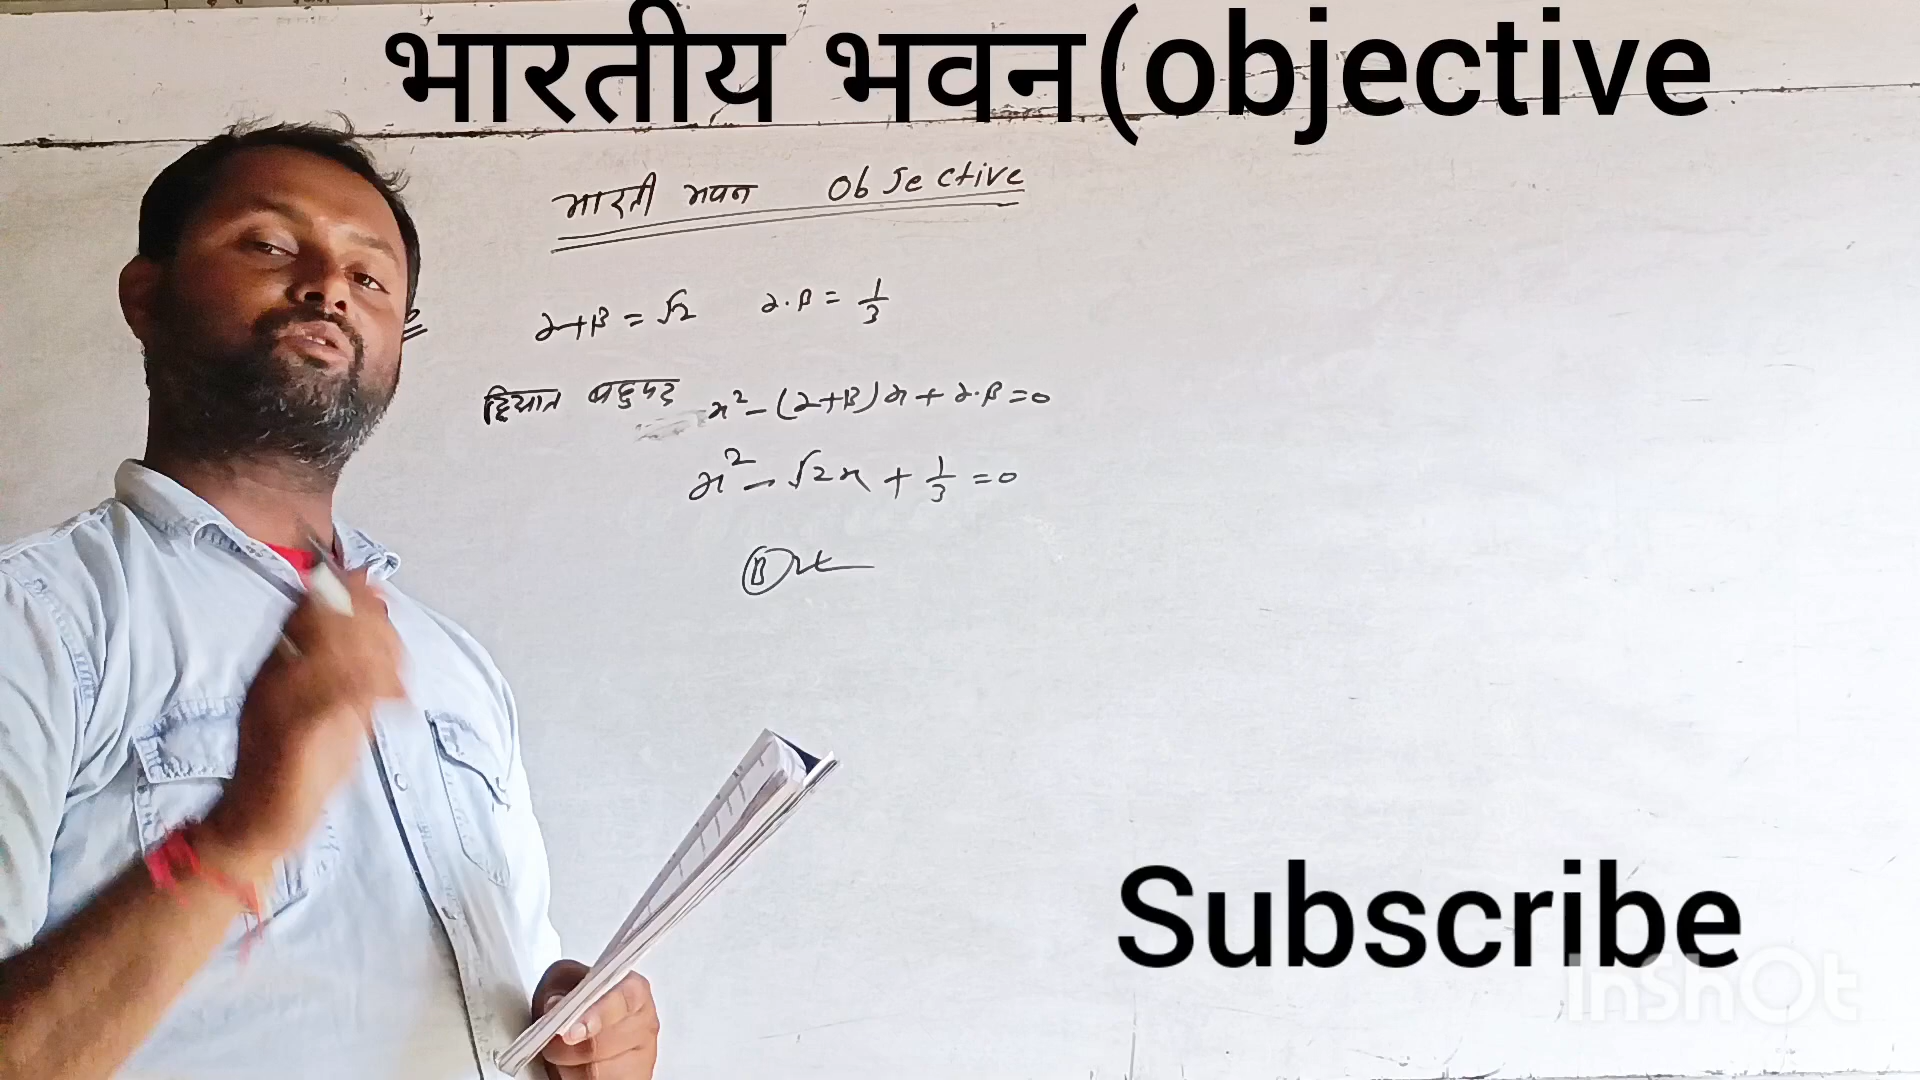 भारतीय भवन(objective
भारती भवन Objective
α+β = √2 α.β = 1/3
द्विघात बहुपद x² - (α+β)x + α.β = 0
x² - √2x + 1/3 = 0
B
Subscribe
InShOt